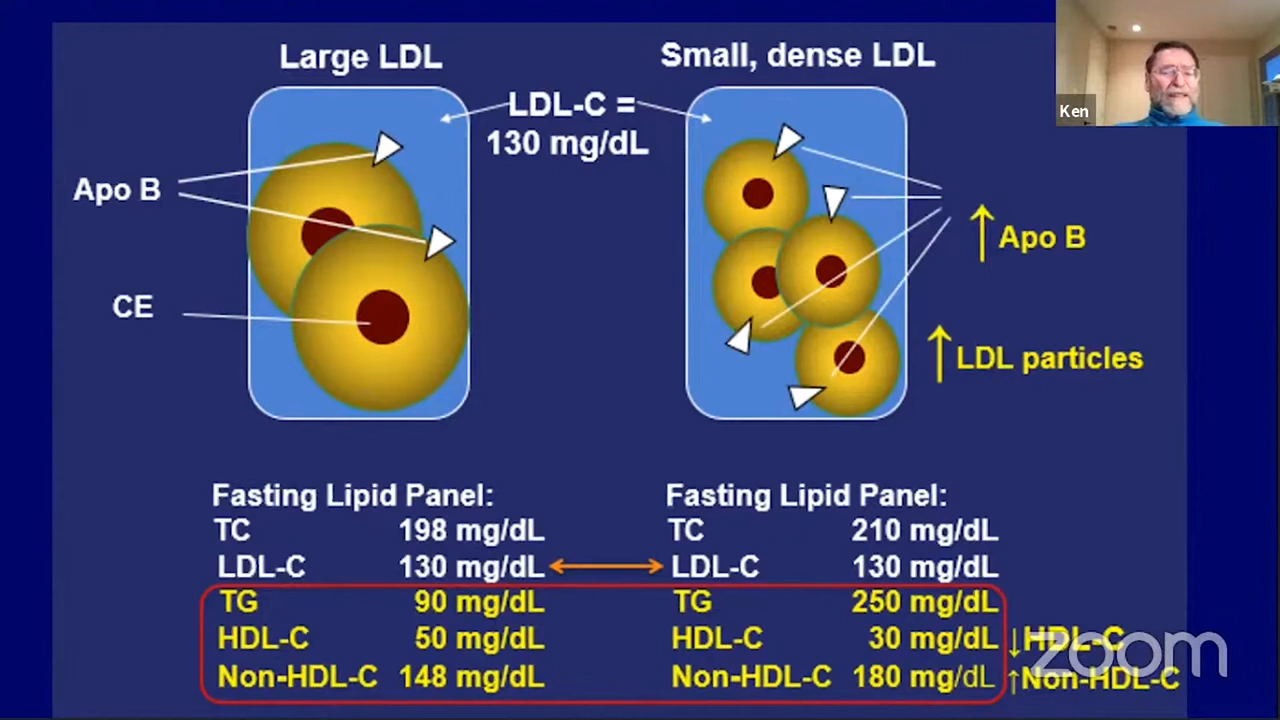 Large LDL
Small, dense LDL
LDL-C =
130 mg/dL
Ken
Apo B
CE
↑ Apo B
↑ LDL particles
Fasting Lipid Panel:
TC 198 mg/dL
LDL-C 130 mg/dL
TG 90 mg/dL
HDL-C 50 mg/dL
Non-HDL-C 148 mg/dL
Fasting Lipid Panel:
TC 210 mg/dL
LDL-C 130 mg/dL
TG 250 mg/dL
HDL-C 30 mg/dL ↓HDL-C
Non-HDL-C 180 mg/dL ↑Non-HDL-C
zoom